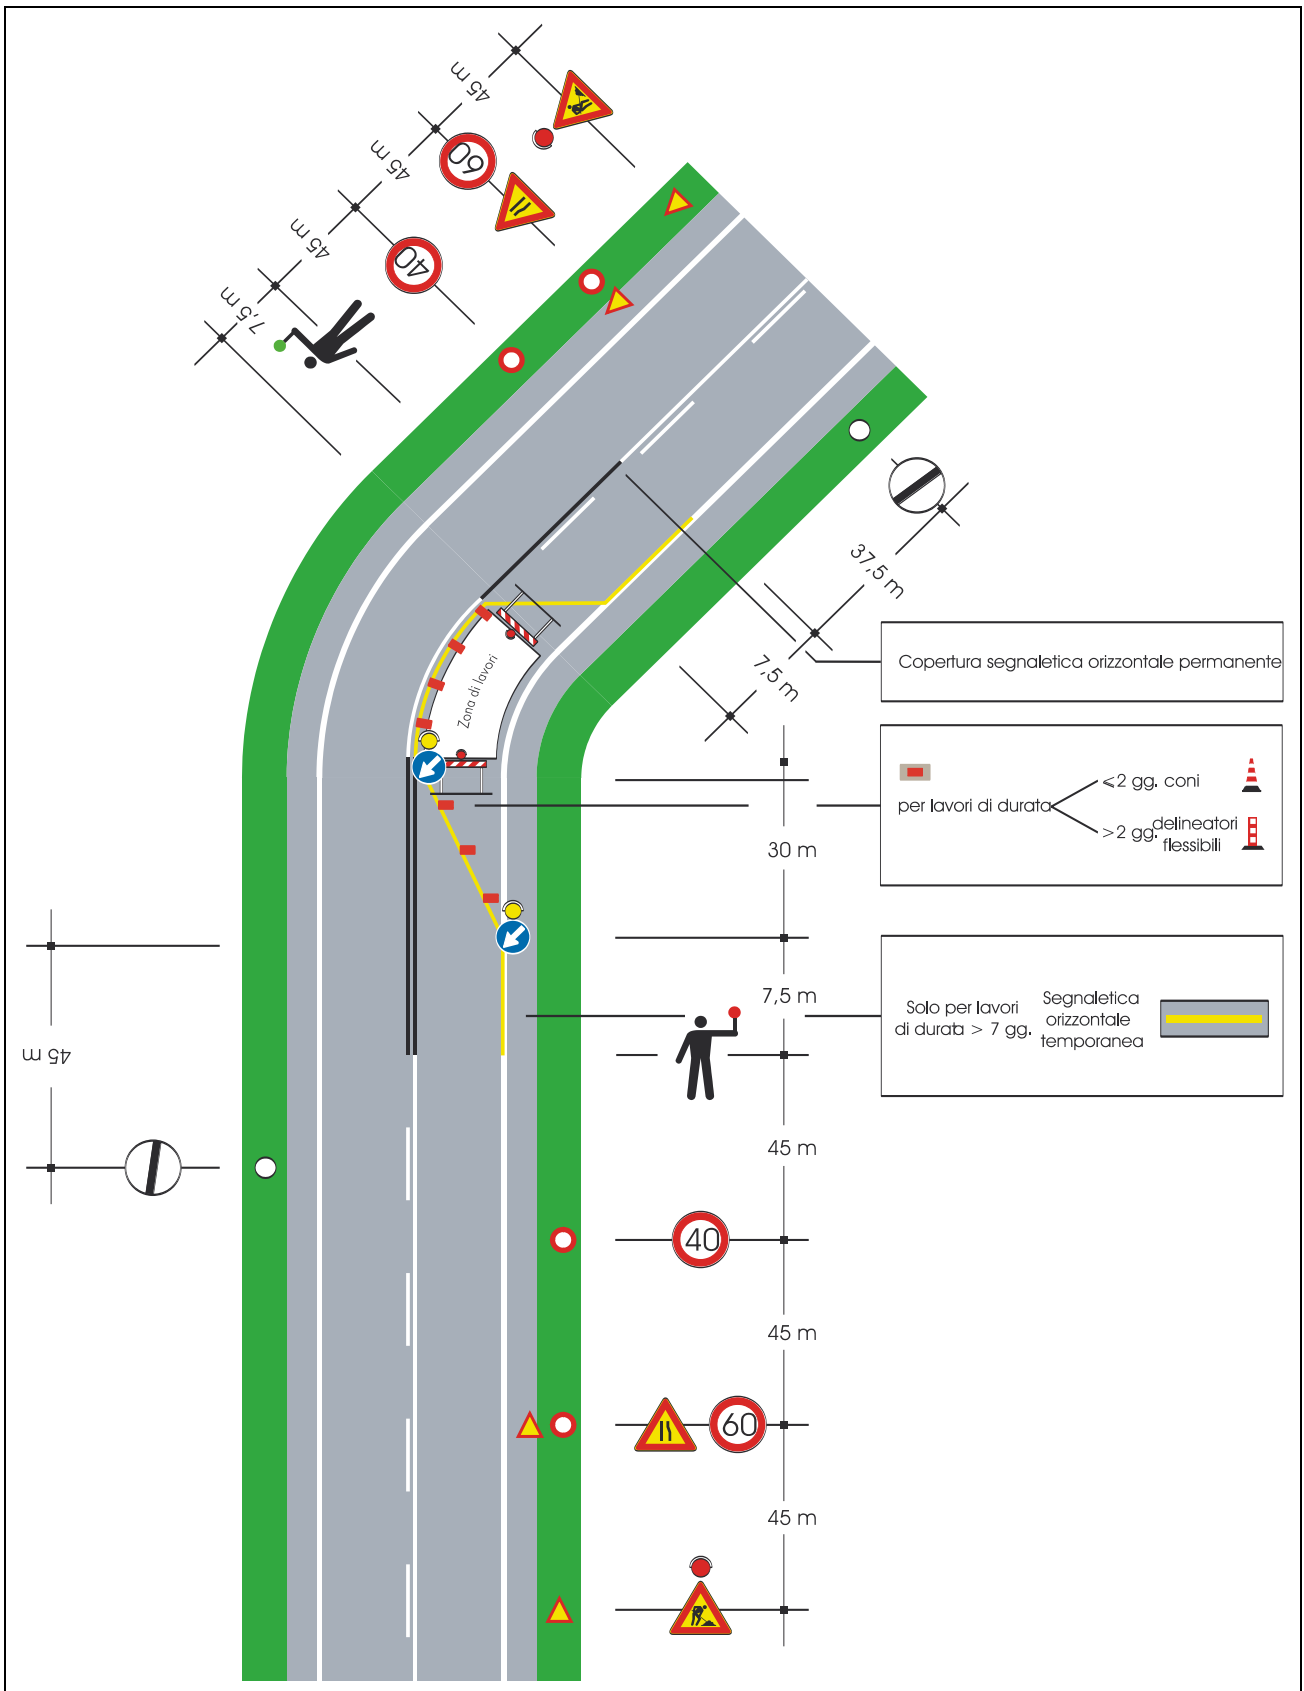 45 m
60
45 m
40
45 m
7,5 m
37,5 m
7,5 m
Zona di lavori
Copertura segnaletica orizzontale permanente
per lavori di durata
<2 gg. coni
>2 gg. delineatori
flessibili
30 m
7,5 m
Solo per lavori
di durata > 7 gg.
Segnaletica
orizzontale
temporanea
45 m
45 m
40
45 m
60
45 m